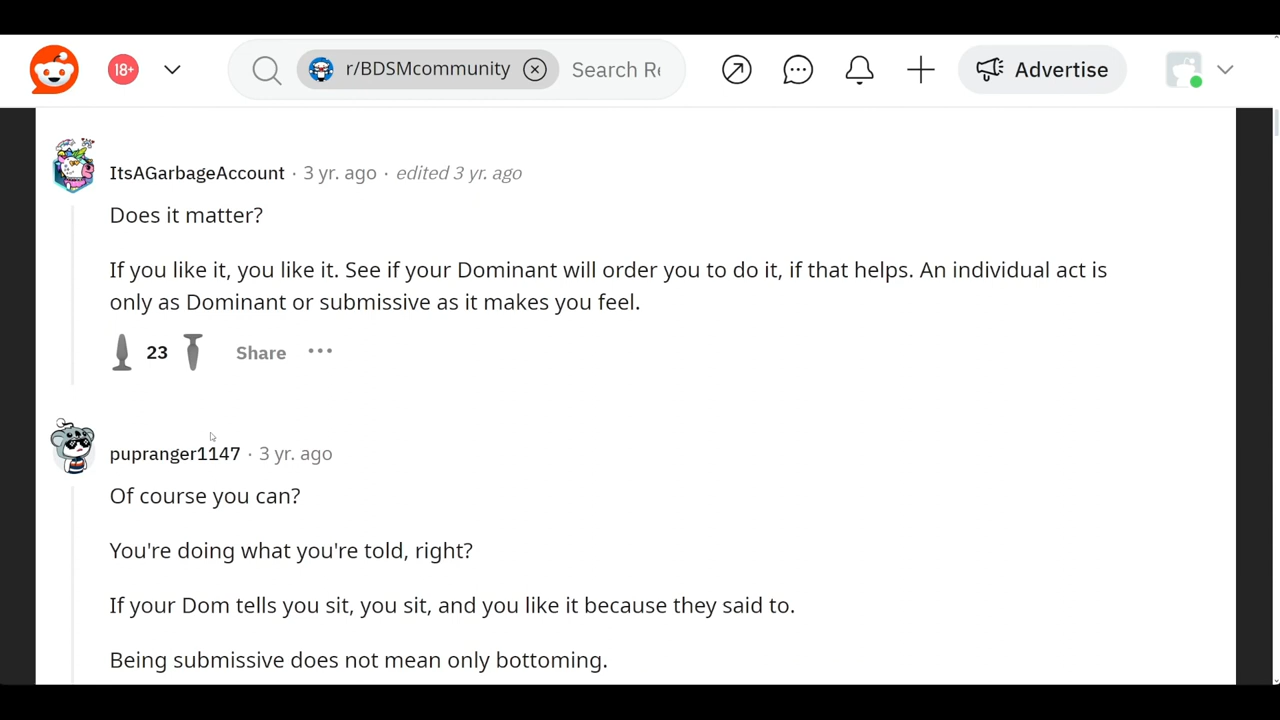 18+
r/BDSMcommunity
Search Re
Advertise
ItsAGarbageAccount · 3 yr. ago · edited 3 yr. ago
Does it matter?
If you like it, you like it. See if your Dominant will order you to do it, if that helps. An individual act is
only as Dominant or submissive as it makes you feel.
23
Share
pupranger1147 · 3 yr. ago
Of course you can?
You're doing what you're told, right?
If your Dom tells you sit, you sit, and you like it because they said to.
Being submissive does not mean only bottoming.